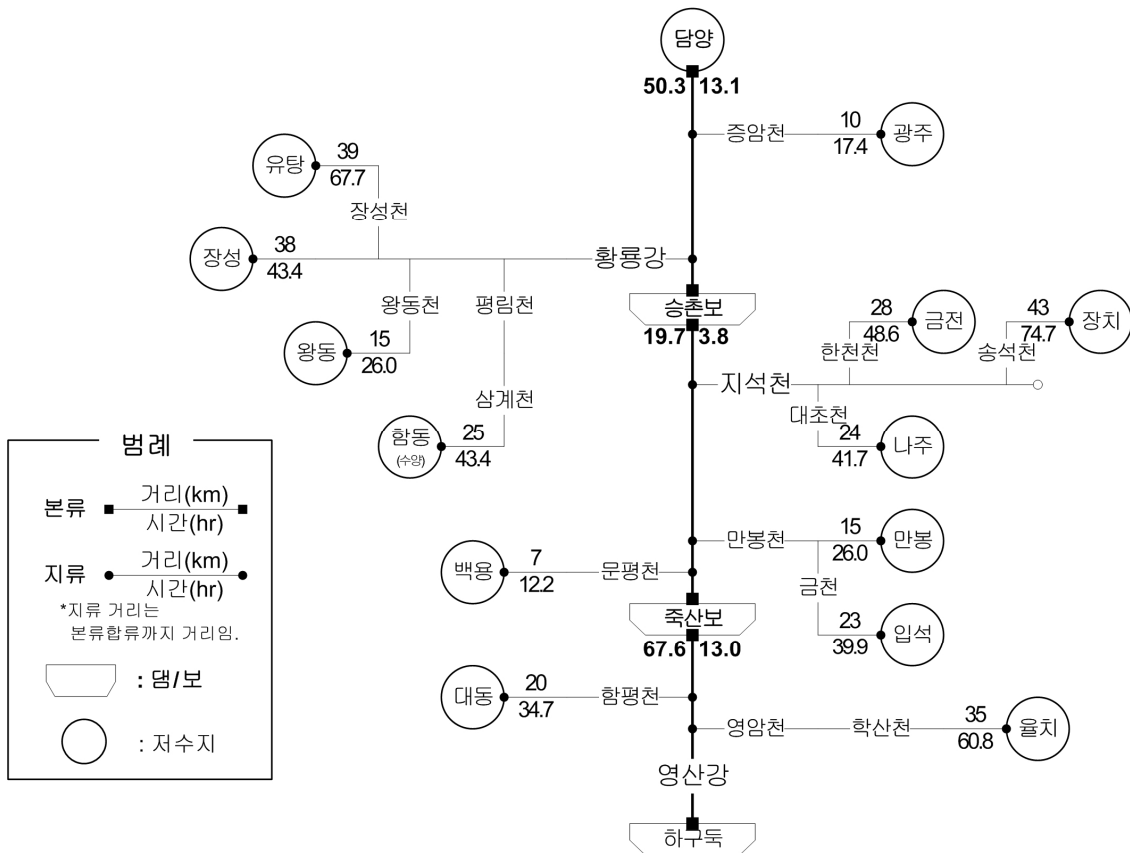 담양
50.3 13.1
증암천
10
17.4
광주
유탕
39
67.7
장성천
장성
38
43.4
황룡강
왕동천
평림천
승촌보
19.7 3.8
28
48.6
금전
43
74.7
장치
한천천
송석천
왕동
15
26.0
지석천
삼계천
대초천
함동
(수양)
25
43.4
24
41.7
나주
만봉천
15
26.0
만봉
백용
7
12.2
문평천
금천
죽산보
67.6 13.0
23
39.9
입석
대동
20
34.7
함평천
영암천
학산천
35
60.8
율치
영산강
하구둑
범례
본류
거리(km)
시간(hr)
지류
거리(km)
시간(hr)
*지류 거리는
본류합류까지 거리임.
: 댐/보
: 저수지